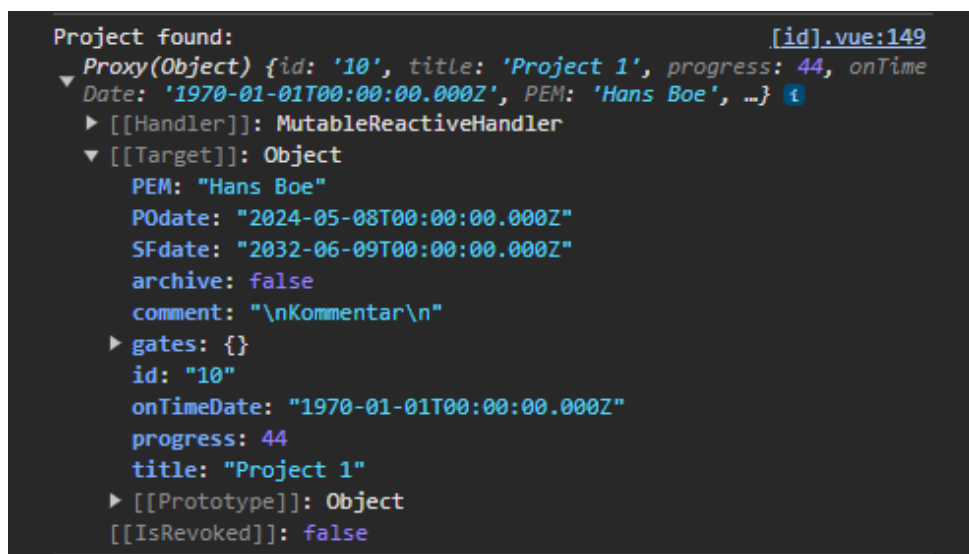 Project found: [id].vue:149
▼ Proxy(Object) {id: '10', title: 'Project 1', progress: 44, onTime
Date: '1970-01-01T00:00:00.000Z', PEM: 'Hans Boe', …} i
▶ [[Handler]]: MutableReactiveHandler
▼ [[Target]]: Object
PEM: "Hans Boe"
POdate: "2024-05-08T00:00:00.000Z"
SFdate: "2032-06-09T00:00:00.000Z"
archive: false
comment: "\nKommentar\n"
▶ gates: {}
id: "10"
onTimeDate: "1970-01-01T00:00:00.000Z"
progress: 44
title: "Project 1"
▶ [[Prototype]]: Object
[[IsRevoked]]: false